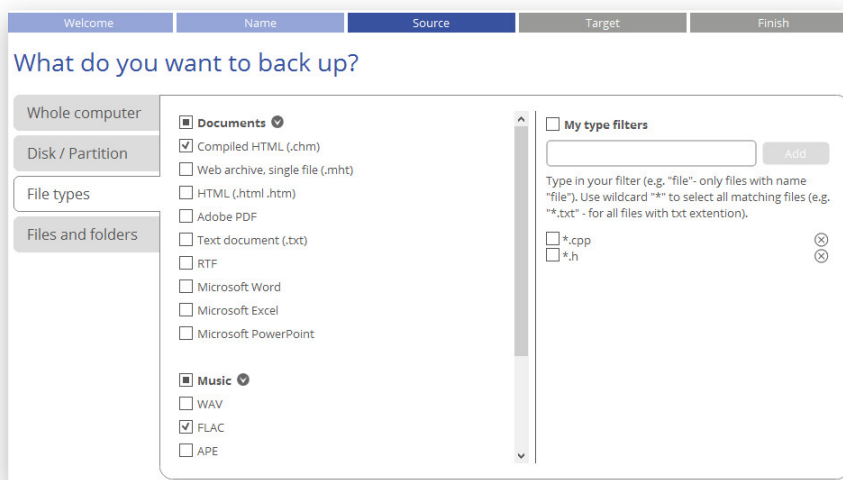 Welcome
Name
Source
Target
Finish
What do you want to back up?
Whole computer
Disk / Partition
File types
Files and folders
Documents
Compiled HTML (.chm)
Web archive, single file (.mht)
HTML (.html .htm)
Adobe PDF
Text document (.txt)
RTF
Microsoft Word
Microsoft Excel
Microsoft PowerPoint
Music
WAV
FLAC
APE
My type filters
Add
Type in your filter (e.g. "file"- only files with name
"file"). Use wildcard "*" to select all matching files (e.g.
"*.txt" - for all files with txt extention).
*.cpp
*.h